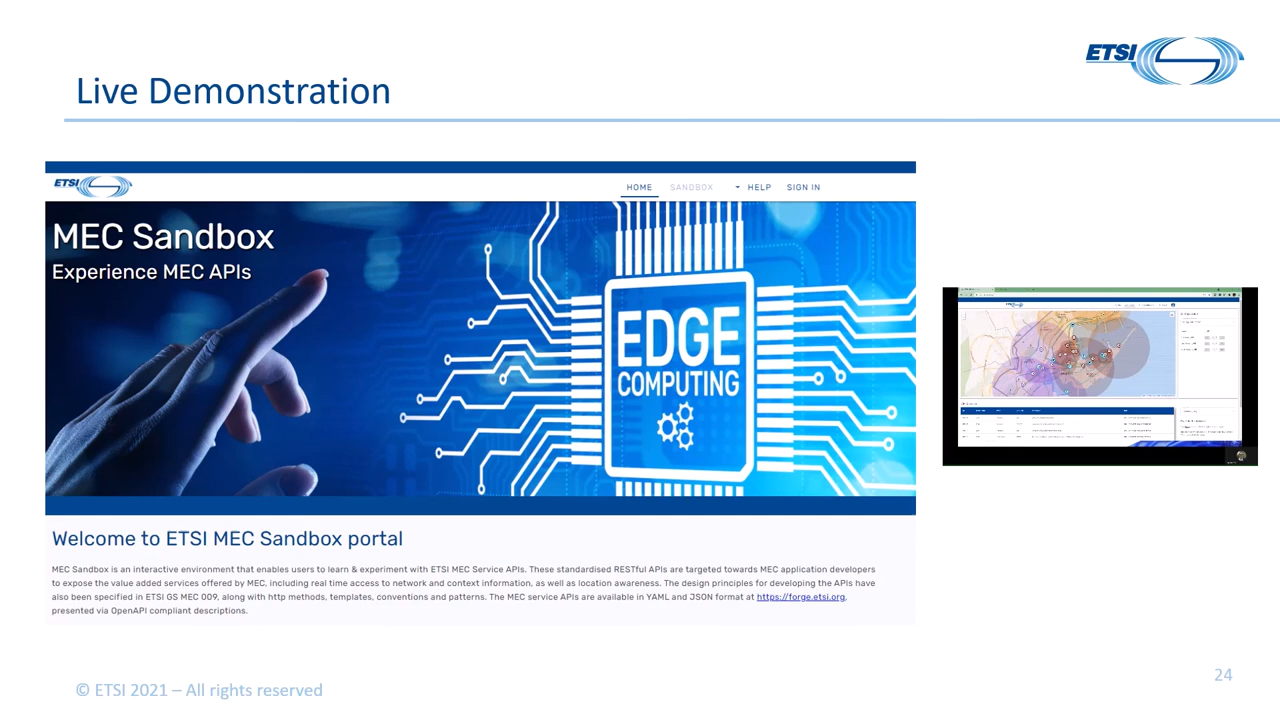 ETSI
Live Demonstration
ETSI
HOME SANDBOX HELP SIGN IN
MEC Sandbox
Experience MEC APIs
EDGE
COMPUTING
Welcome to ETSI MEC Sandbox portal
MEC Sandbox is an interactive environment that enables users to learn & experiment with ETSI MEC Service APIs. These standardised RESTful APIs are targeted towards MEC application developers
to expose the value added services offered by MEC, including real time access to network and context information, as well as location awareness. The design principles for developing the APIs have
also been specified in ETSI GS MEC 009, along with http methods, templates, conventions and patterns. The MEC service APIs are available in YAML and JSON format at https://forge.etsi.org,
presented via OpenAPI compliant descriptions.
© ETSI 2021 – All rights reserved
24